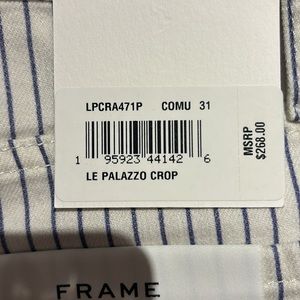 LPCRA471P COMU 31
1 95923 44142 6
LE PALAZZO CROP
MSRP
$268.00
FRAME